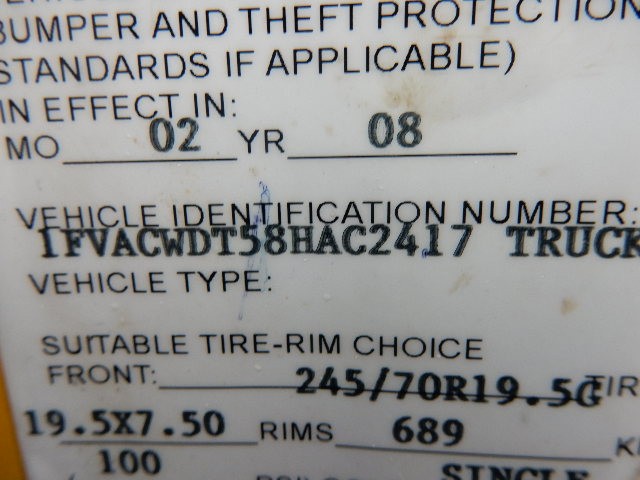 BUMPER AND THEFT PROTECTION
STANDARDS IF APPLICABLE)
IN EFFECT IN:
MO 02 YR 08
VEHICLE IDENTIFICATION NUMBER:
1FVACWDT58HAC2417 TRUCK
VEHICLE TYPE:
SUITABLE TIRE-RIM CHOICE
FRONT: 245/70R19.5G TIR
19.5X7.50 RIMS 689
100 SINGLE